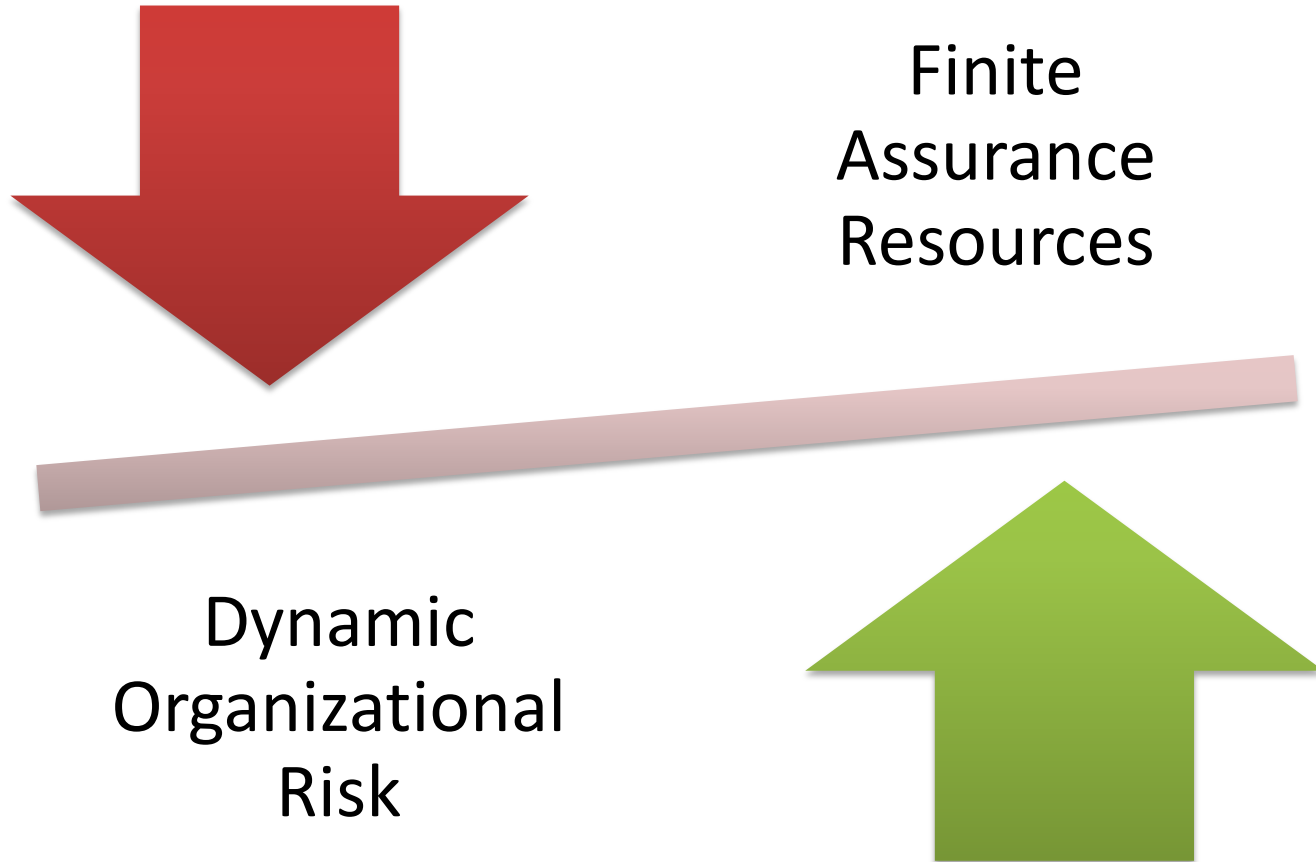 Finite
Assurance
Resources
Dynamic
Organizational
Risk